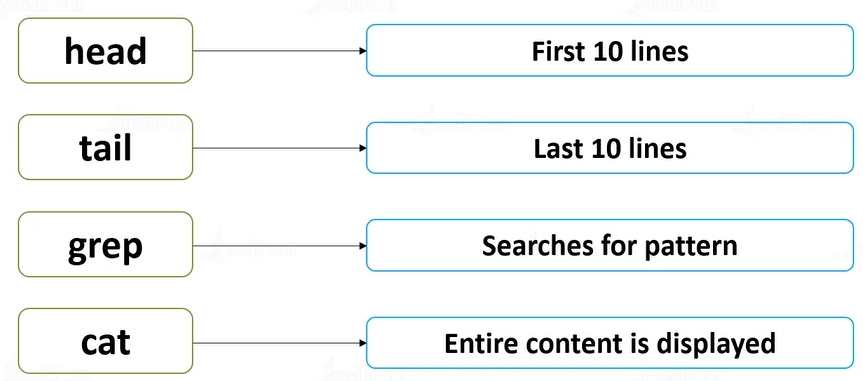 head
First 10 lines
tail
Last 10 lines
grep
Searches for pattern
cat
Entire content is displayed